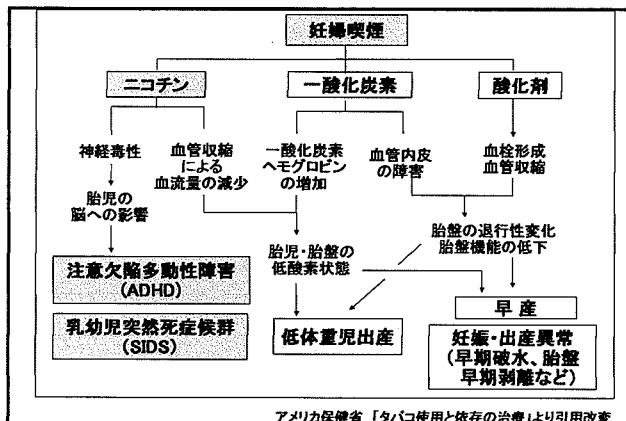 妊婦喫煙
ニコチン
一酸化炭素
酸化剤
神経毒性
血管収縮
による
血流量の減少
一酸化炭素
ヘモグロビン
の増加
血管内皮
の障害
血栓形成
血管収縮
胎児の
脳への影響
胎児・胎盤の
低酸素状態
胎盤の退行性変化
胎盤機能の低下
注意欠陥多動性障害
(ADHD)
乳幼児突然死症候群
(SIDS)
低体重児出産
早産
妊娠・出産異常
(早期破水、胎盤
早期剥離など)
アメリカ保健省 「タバコ使用と依存の治療」より引用改変